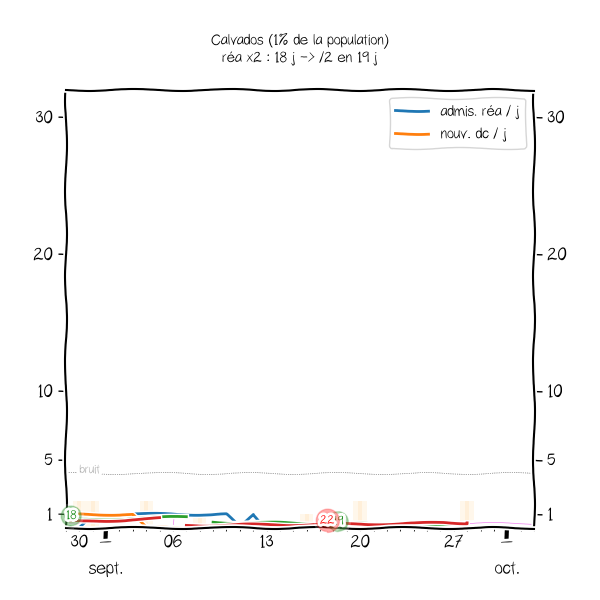 Calvados (1% de la population)
réa x2 : 18 j -> /2 en 19 j
admis. réa / j
nouv. dc / j
30 30
20 20
10 10
5 5
bruit
1 1
18 22
30 06 13 20 27
sept. oct.